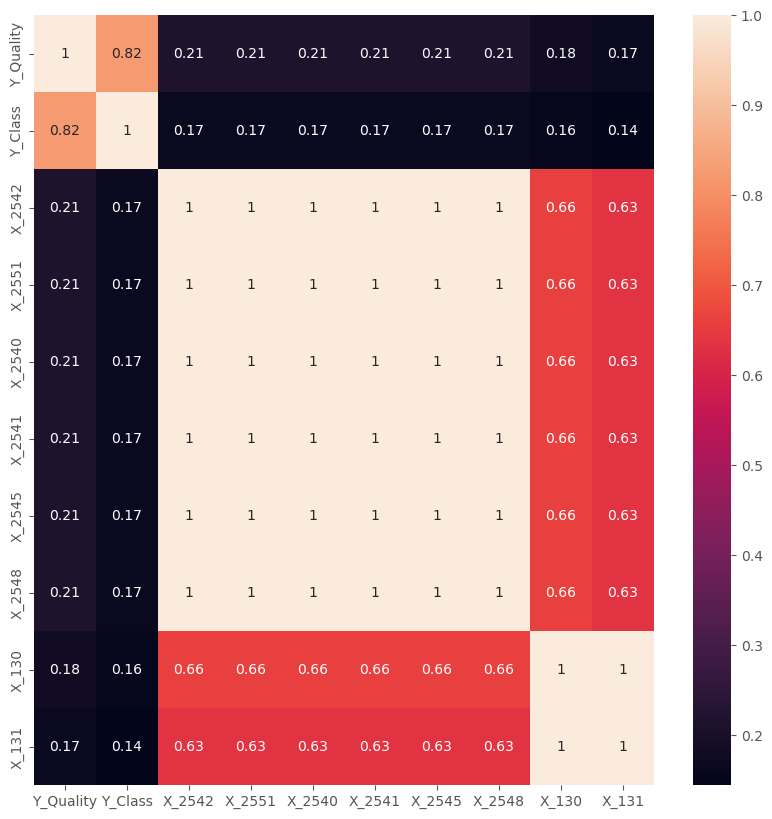 Y_Quality 1 0.82 0.21 0.21 0.21 0.21 0.21 0.21 0.18 0.17
Y_Class 0.82 1 0.17 0.17 0.17 0.17 0.17 0.17 0.16 0.14
X_2542 0.21 0.17 1 1 1 1 1 1 0.66 0.63
X_2551 0.21 0.17 1 1 1 1 1 1 0.66 0.63
X_2540 0.21 0.17 1 1 1 1 1 1 0.66 0.63
X_2541 0.21 0.17 1 1 1 1 1 1 0.66 0.63
X_2545 0.21 0.17 1 1 1 1 1 1 0.66 0.63
X_2548 0.21 0.17 1 1 1 1 1 1 0.66 0.63
X_130 0.18 0.16 0.66 0.66 0.66 0.66 0.66 0.66 1 1
X_131 0.17 0.14 0.63 0.63 0.63 0.63 0.63 0.63 1 1
Y_Quality Y_Class X_2542 X_2551 X_2540 X_2541 X_2545 X_2548 X_130 X_131
1.0
0.9
0.8
0.7
0.6
0.5
0.4
0.3
0.2